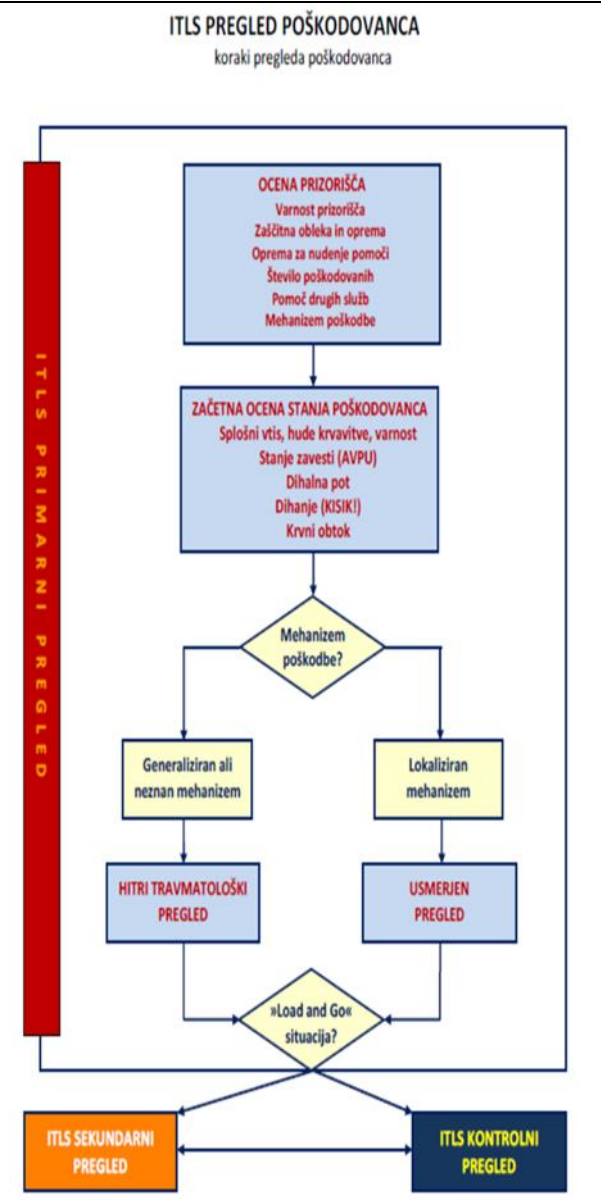 ITLS PREGLED POŠKODOVANCA
koraki pregleda poškodovanca
ITLS PRIMARNI PREGLED
OCENA PRIZORIŠČA
Varnost prizorišča
Zaščitna obleka in oprema
Oprema za nudenje pomoči
Število poškodovanih
Pomoč drugih služb
Mehanizem poškodbe
ZAČETNA OCENA STANJA POŠKODOVANCA
Splošni vtis, hude krvavitve, varnost
Stanje zavesti (AVPU)
Dihalna pot
Dihanje (KISIK!)
Krvni obtok
Mehanizem
poškodbe?
Generaliziran ali
neznan mehanizem
Lokaliziran
mehanizem
HITRI TRAVMATOLOŠKI
PREGLED
USMERJEN
PREGLED
»Load and Go«
situacija?
ITLS SEKUNDARNI
PREGLED
ITLS KONTROLNI
PREGLED